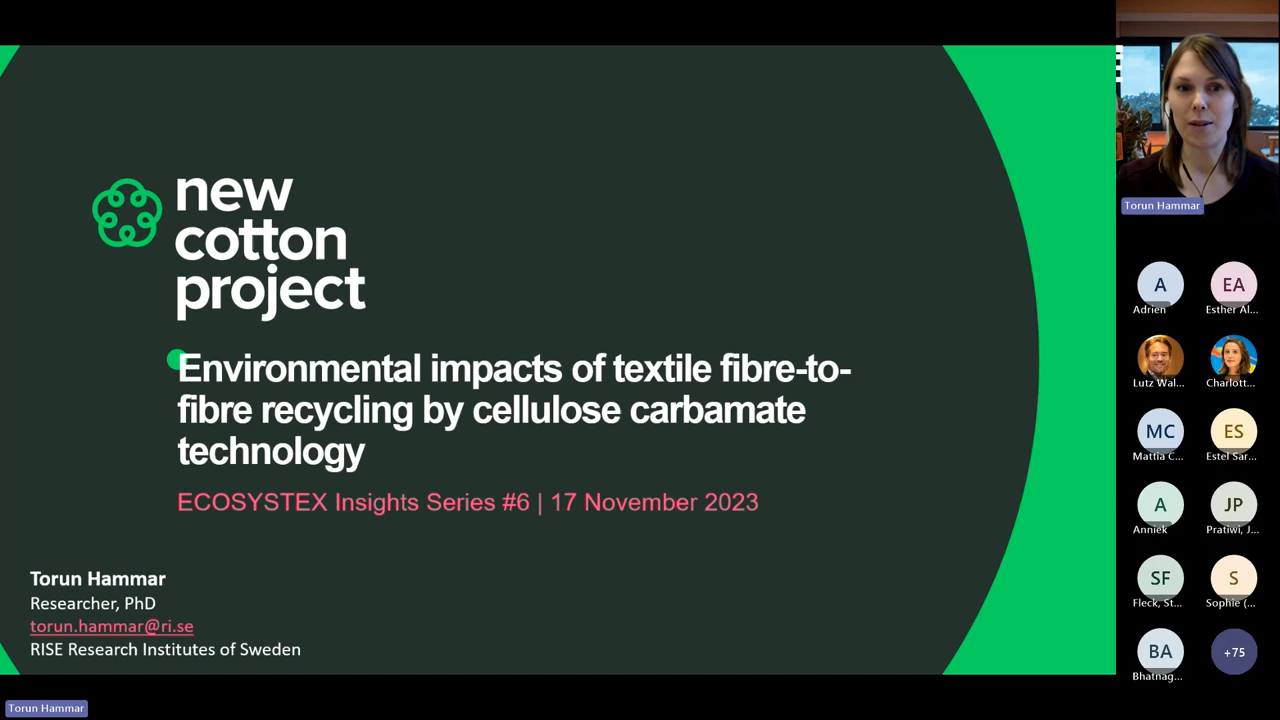 new
cotton
project
Environmental impacts of textile fibre-to-
fibre recycling by cellulose carbamate
technology
ECOSYSTEX Insights Series #6 | 17 November 2023
Torun Hammar
Researcher, PhD
torun.hammar@ri.se
RISE Research Institutes of Sweden
Torun Hammar
Torun Hammar
A
EA
Adrien
Esther Al...
Lutz Wal...
Charlott...
MC
ES
Mattia C...
Estel Sar...
A
JP
Anniek
Pratiwi, J...
SF
S
Fleck, St...
Sophie (...
BA
+75
Bhatnag...